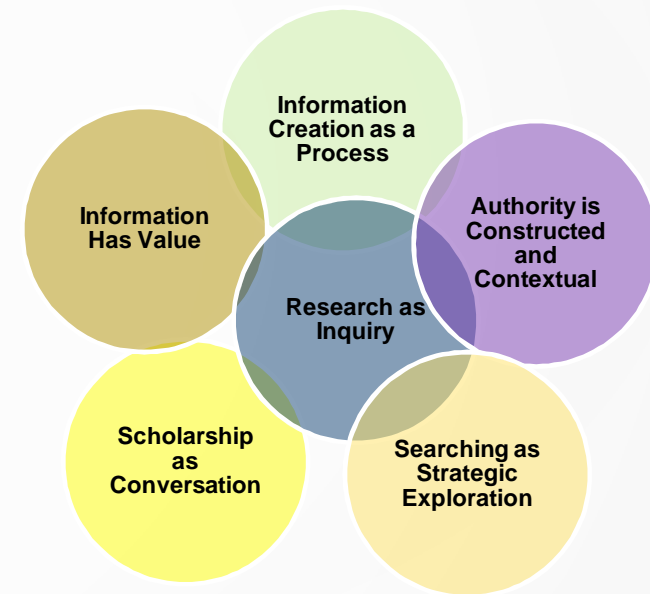 Information
Creation as a
Process
Information
Has Value
Authority is
Constructed
and
Contextual
Research as
Inquiry
Scholarship
as
Conversation
Searching as
Strategic
Exploration